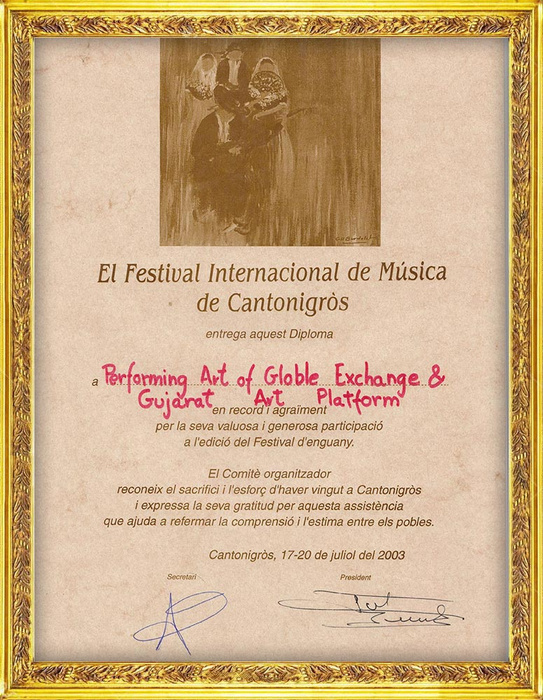 El Festival Internacional de Música
de Cantonigròs
entrega aquest Diploma
a Performing Art of Globle Exchange &
Gujarat Art Platform
en record i agraïment
per la seva valuosa i generosa participació
a l'edició del Festival d'enguany.
El Comitè organitzador
reconeix el sacrifici i l'esforç d'haver vingut a Cantonigròs
i expressa la seva gratitud per aquesta assistència
que ajuda a refermar la comprensió i l'estima entre els pobles.
Cantonigròs, 17-20 de juliol del 2003
Secretari President